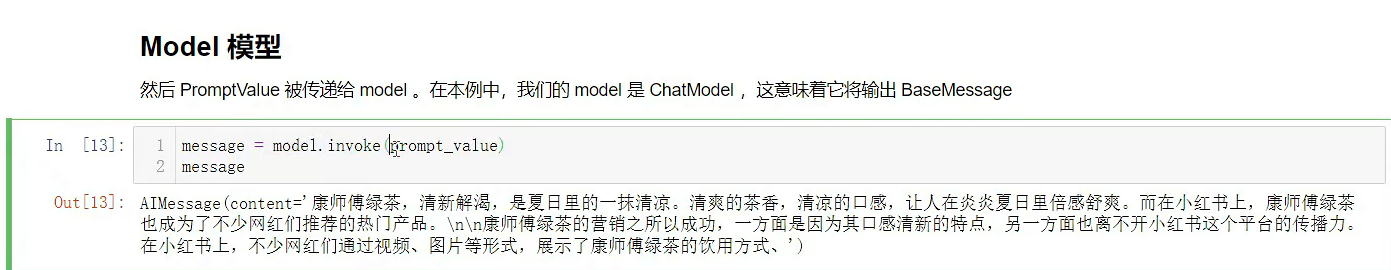 Model 模型
然后 PromptValue 被传递给 model 。在本例中，我们的 model 是 ChatModel ，这意味着它将输出 BaseMessage
In [13]: 1 message = model.invoke(prompt_value)
2 message
Out[13]: AIMessage(content='康师傅绿茶，清新解渴，是夏日里的一抹清凉。清爽的茶香，清凉的口感，让人在炎炎夏日里倍感舒爽。而在小红书上，康师傅绿茶
也成为了不少网红们推荐的热门产品。\n\n康师傅绿茶的营销之所以成功，一方面是因为其口感清新的特点，另一方面也离不开小红书这个平台的传播力。
在小红书上，不少网红们通过视频、图片等形式，展示了康师傅绿茶的饮用方式、')